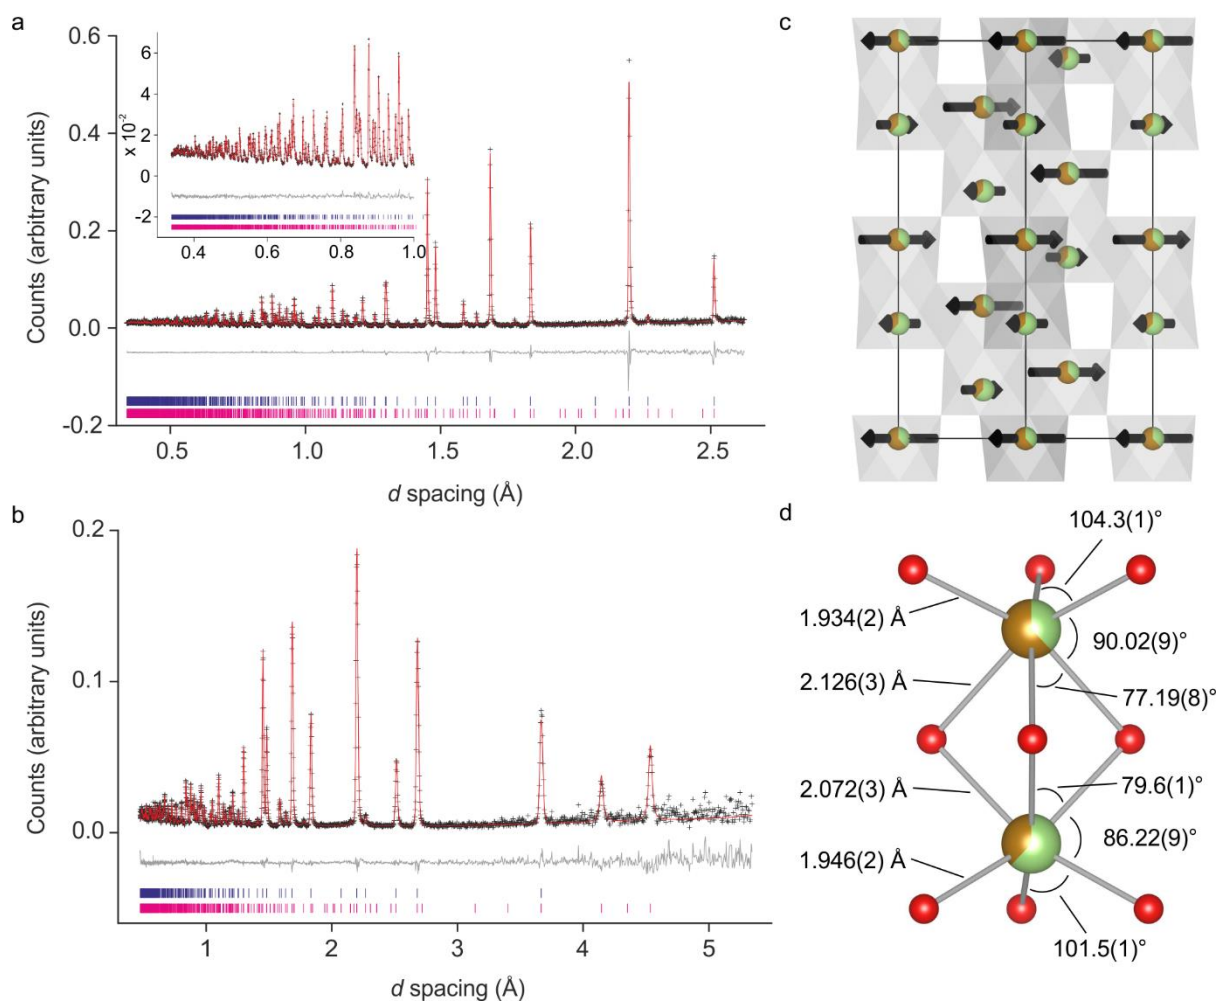 a
0.6
0.4
0.2
0.0
-0.2
Counts (arbitrary units)
6
4
2
0
-2
x 10-2
0.4 0.6 0.8 1.0
0.5 1.0 1.5 2.0 2.5
d spacing (Å)
b
0.2
0.1
0.0
Counts (arbitrary units)
1 2 3 4 5
d spacing (Å)
c
d
104.3(1)°
1.934(2) Å
90.02(9)°
2.126(3) Å
77.19(8)°
2.072(3) Å
79.6(1)°
86.22(9)°
1.946(2) Å
101.5(1)°